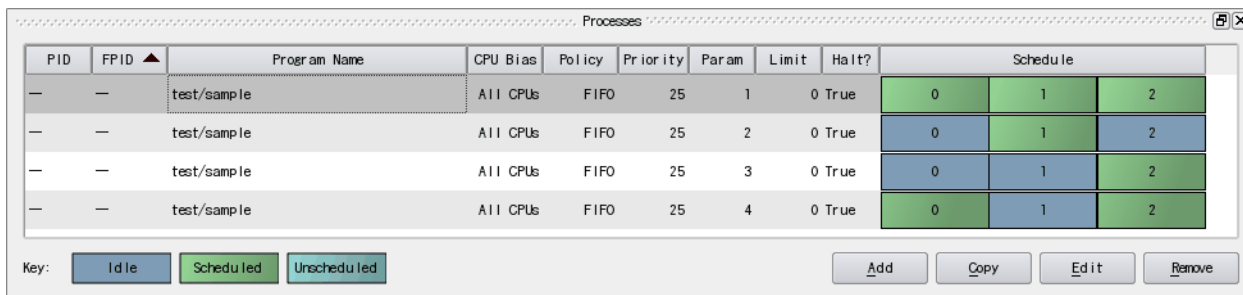 Processes
PID FPID Program Name CPU Bias Policy Priority Param Limit Halt? Schedule
— — test/sample All CPUs FIFO 25 1 0 True 0 1 2
— — test/sample All CPUs FIFO 25 2 0 True 0 1 2
— — test/sample All CPUs FIFO 25 3 0 True 0 1 2
— — test/sample All CPUs FIFO 25 4 0 True 0 1 2
Key: Idle Scheduled Unscheduled Add Copy Edit Remove